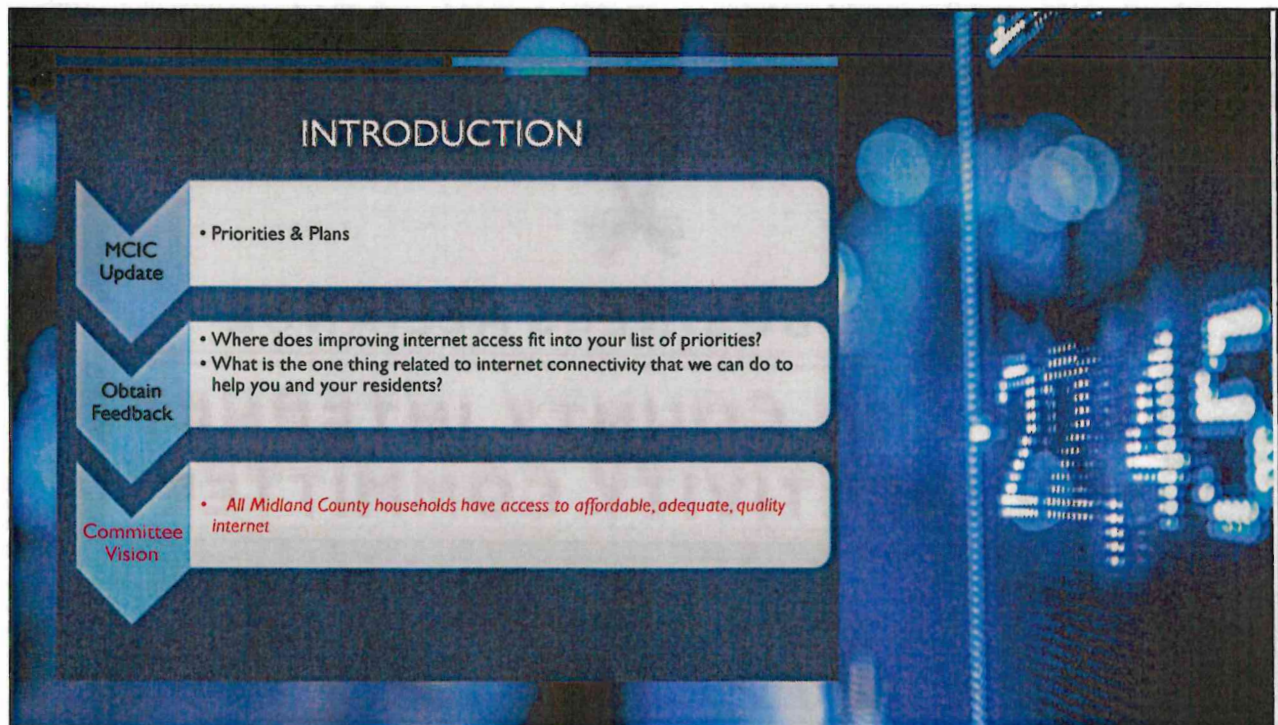 INTRODUCTION
MCIC
Update
• Priorities & Plans
Obtain
Feedback
• Where does improving internet access fit into your list of priorities?
• What is the one thing related to internet connectivity that we can do to
help you and your residents?
Committee
Vision
• All Midland County households have access to affordable, adequate, quality
internet